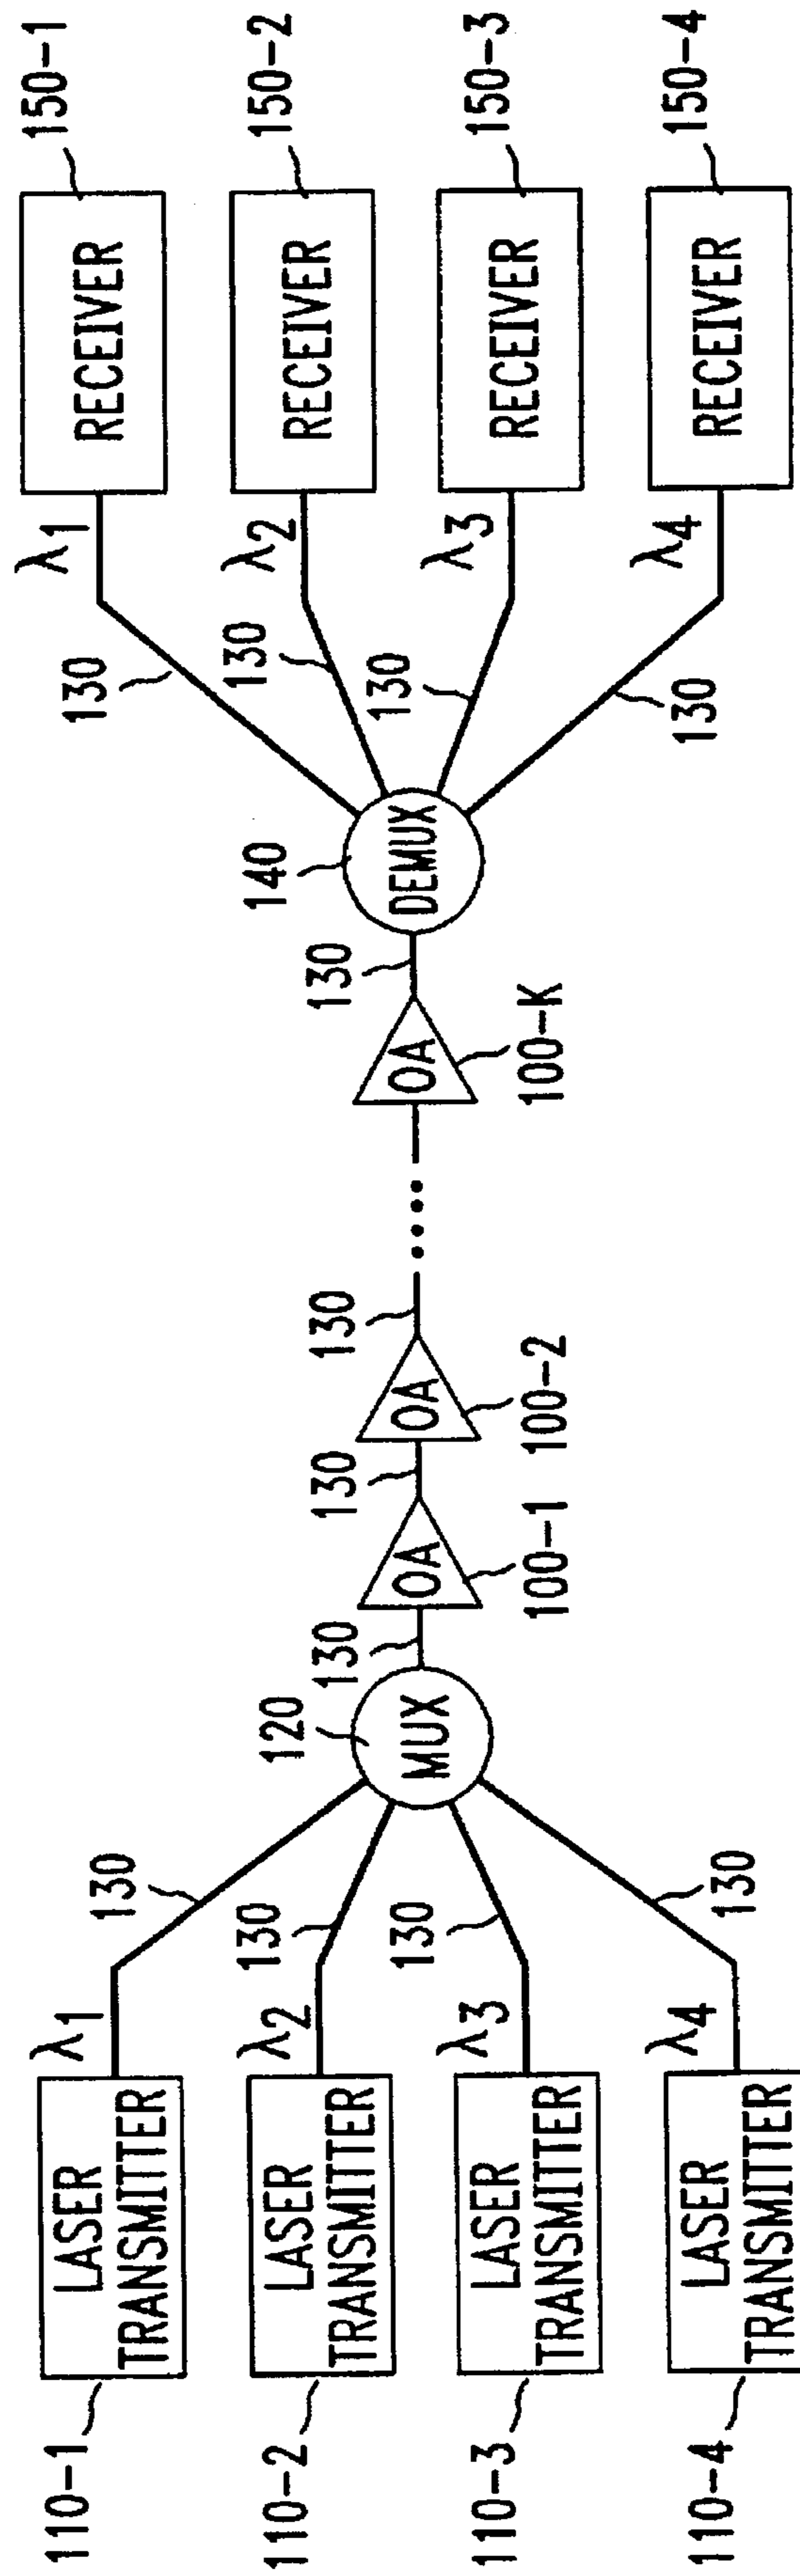 110-1
LASER
TRANSMITTER
λ1
130
110-2
LASER
TRANSMITTER
λ2
130
110-3
LASER
TRANSMITTER
λ3
130
110-4
LASER
TRANSMITTER
λ4
130
120
MUX
130
OA
100-1
130
OA
100-2
130
OA
100-K
130
140
DEMUX
130
λ1
RECEIVER
150-1
130
λ2
RECEIVER
150-2
130
λ3
RECEIVER
150-3
130
λ4
RECEIVER
150-4